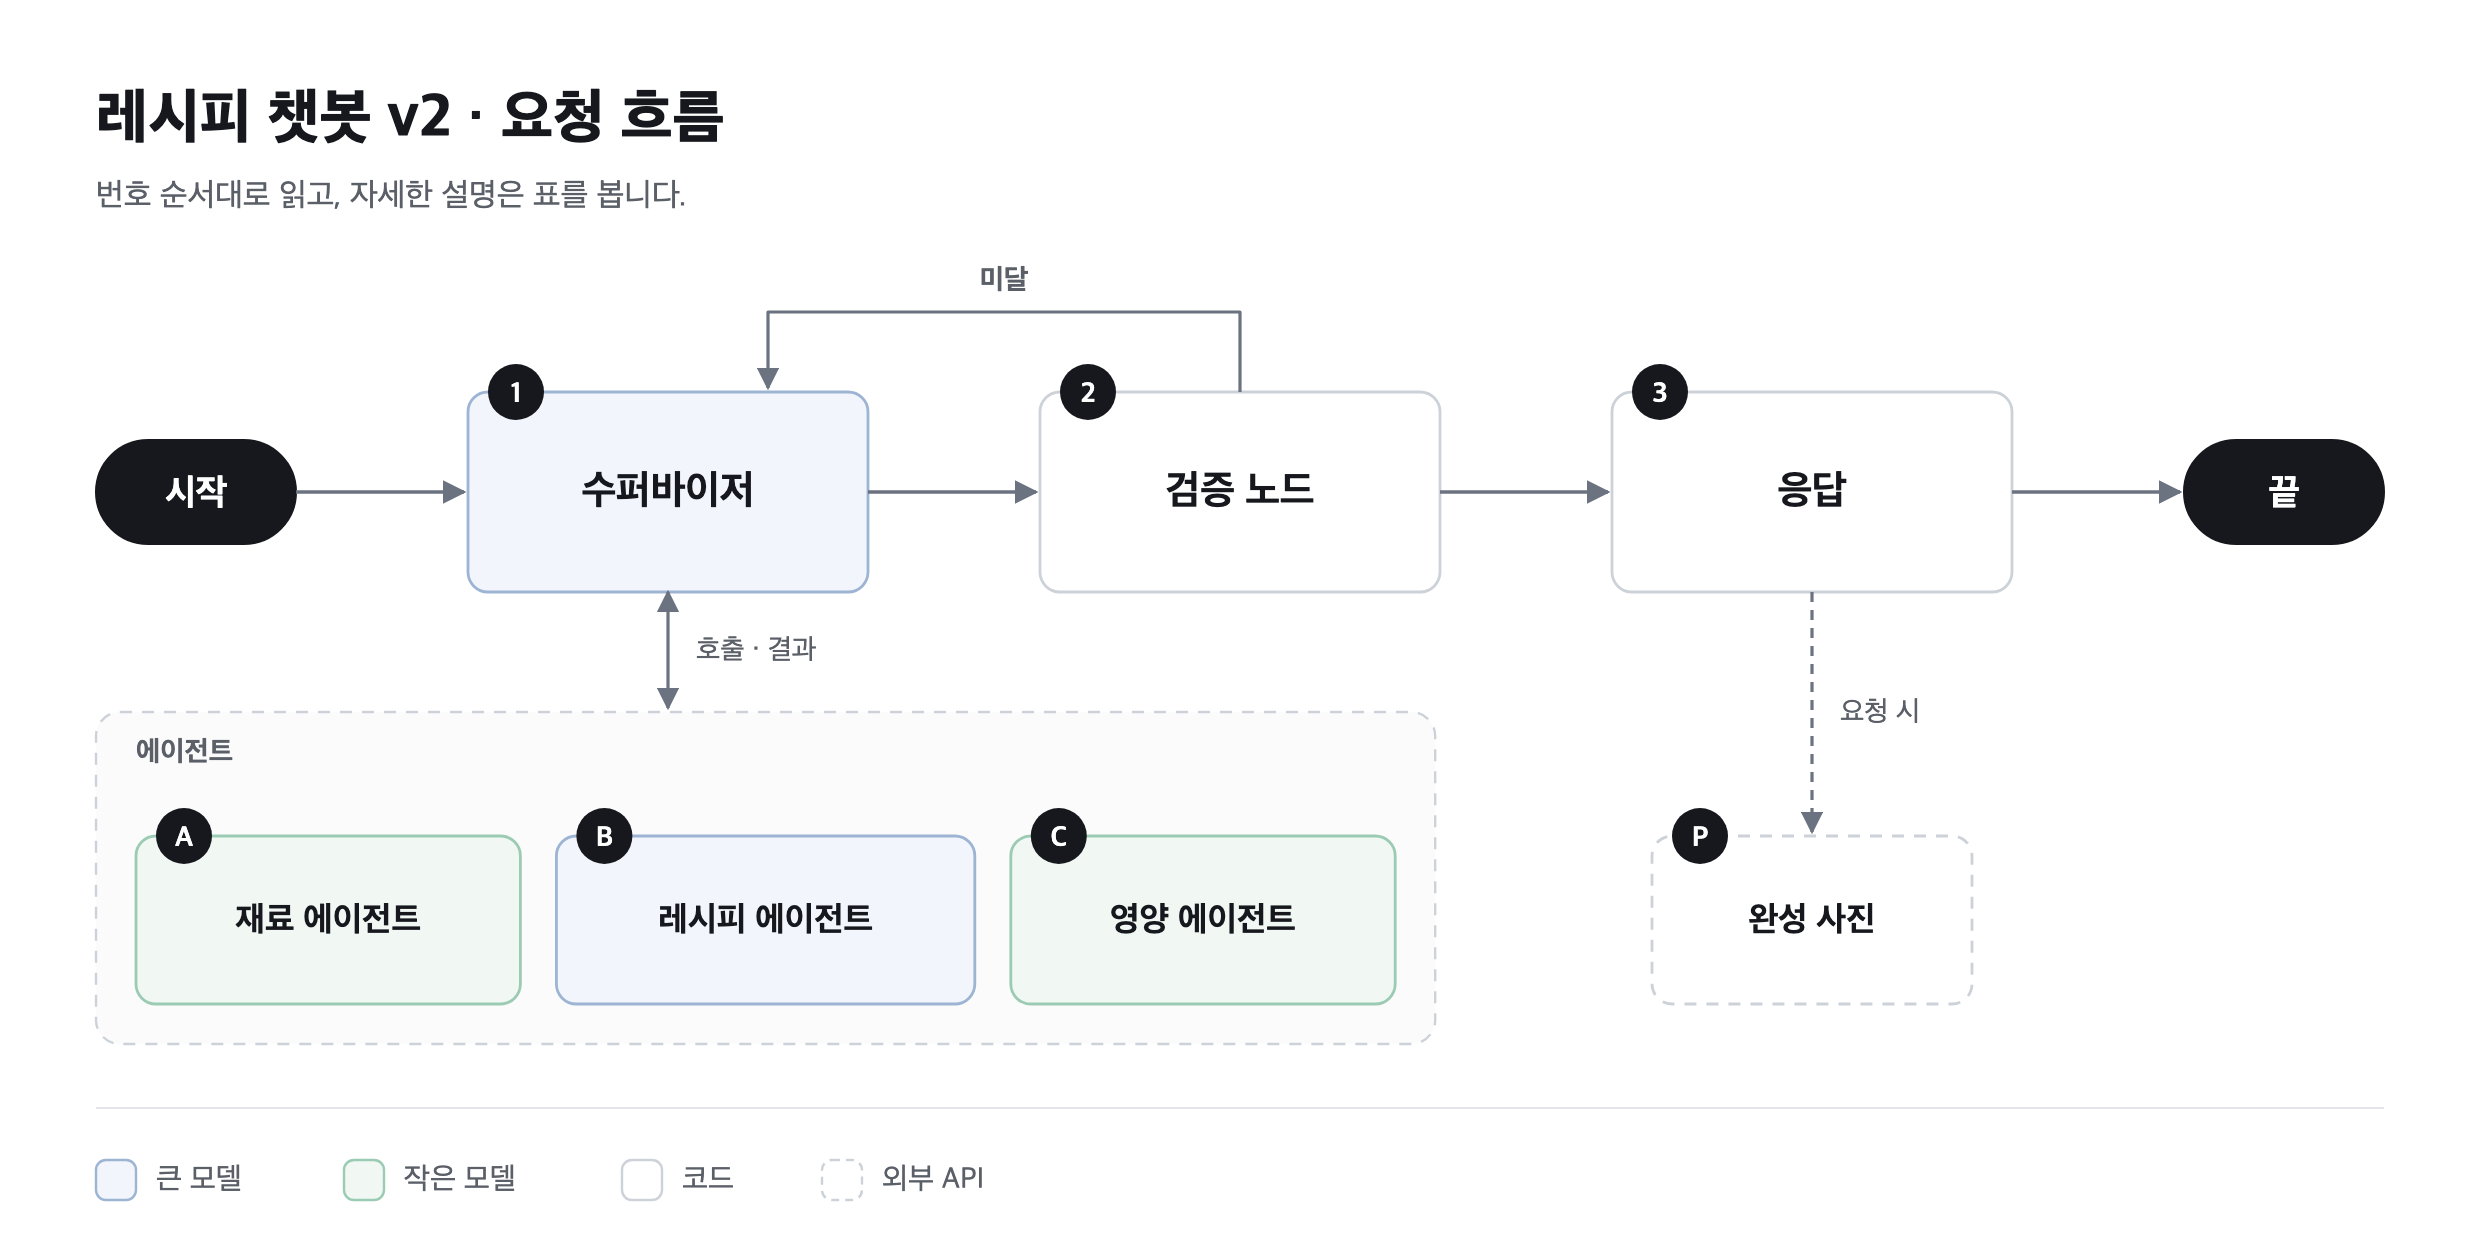 레시피 챗봇 v2 · 요청 흐름
번호 순서대로 읽고, 자세한 설명은 표를 봅니다.
미달
1
2
3
시작
수퍼바이저
검증 노드
응답
끝
호출 · 결과
요청 시
에이전트
A
B
C
P
재료 에이전트
레시피 에이전트
영양 에이전트
완성 사진
큰 모델
작은 모델
코드
외부 API